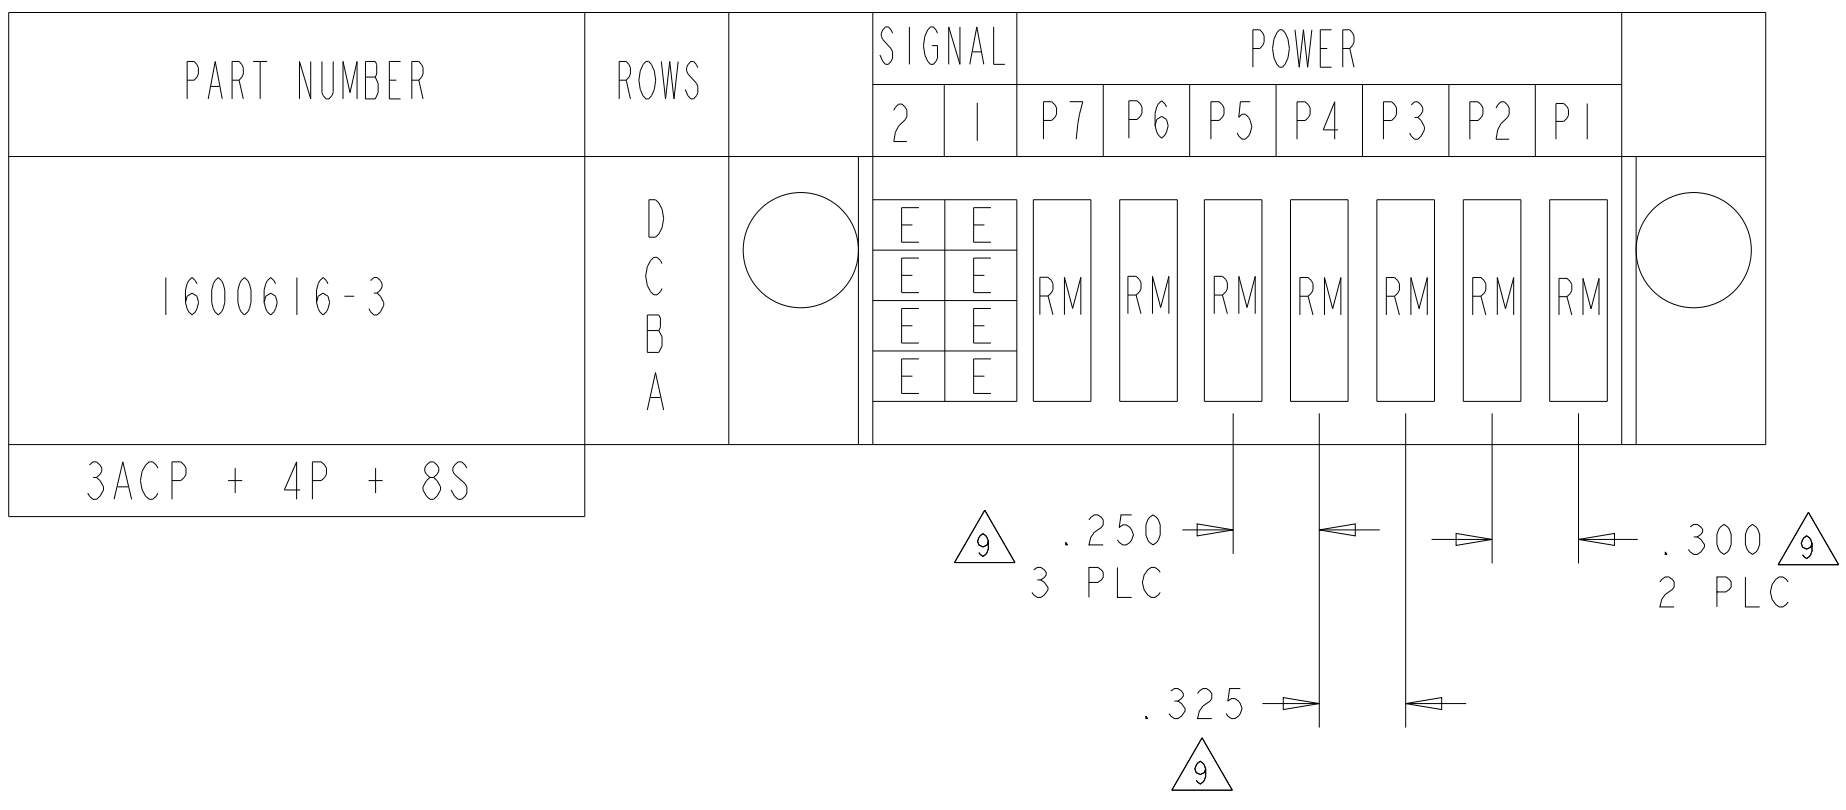 PART NUMBER ROWS SIGNAL POWER
2 1 P7 P6 P5 P4 P3 P2 P1
D E E
C E E
1600616-3 RM RM RM RM RM RM RM
B E E
A E E
3ACP + 4P + 8S
9 .250 .300 9
3 PLC 2 PLC
.325
9